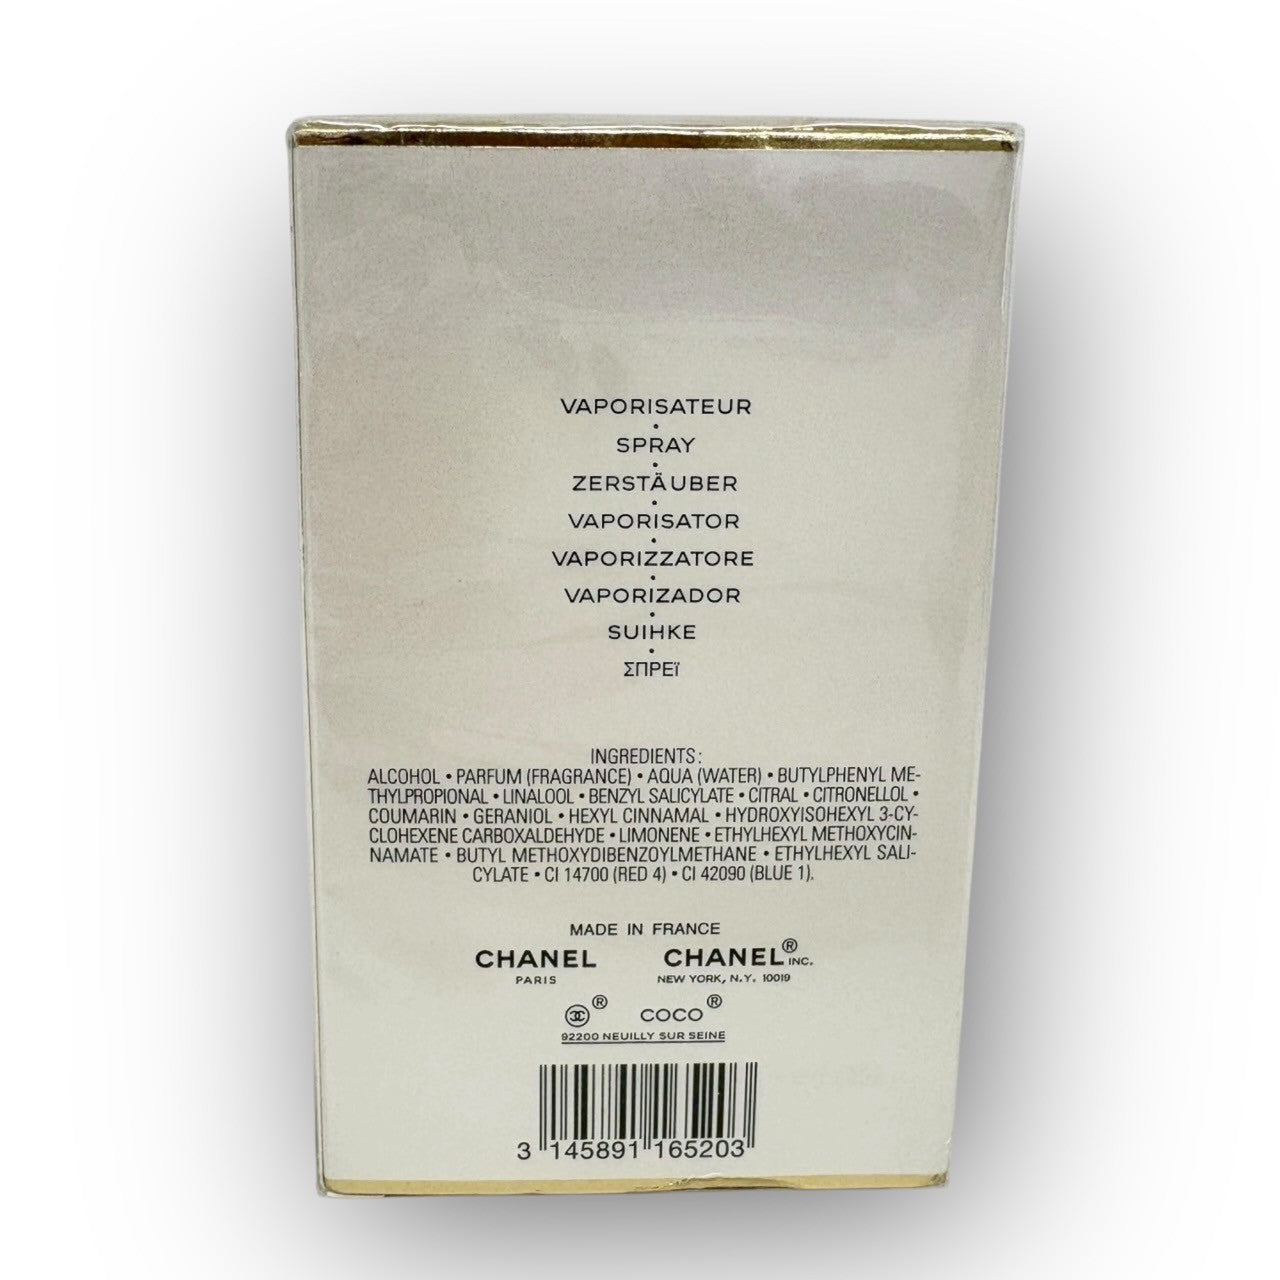 VAPORISATEUR
•
SPRAY
•
ZERSTÄUBER
•
VAPORISATOR
•
VAPORIZZATORE
•
VAPORIZADOR
•
SUIHKE
•
ΣΠΡΕΪ
INGREDIENTS:
ALCOHOL • PARFUM (FRAGRANCE) • AQUA (WATER) • BUTYLPHENYL ME-
THYLPROPIONAL • LINALOOL • BENZYL SALICYLATE • CITRAL • CITRONELLOL •
COUMARIN • GERANIOL • HEXYL CINNAMAL • HYDROXYISOHEXYL 3-CY-
CLOHEXENE CARBOXALDEHYDE • LIMONENE • ETHYLHEXYL METHOXYCIN-
NAMATE • BUTYL METHOXYDIBENZOYLMETHANE • ETHYLHEXYL SALI-
CYLATE • CI 14700 (RED 4) • CI 42090 (BLUE 1).
MADE IN FRANCE
CHANEL CHANEL® INC.
PARIS NEW YORK, N.Y. 10019
® COCO®
92200 NEUILLY SUR SEINE
3 145891 165203